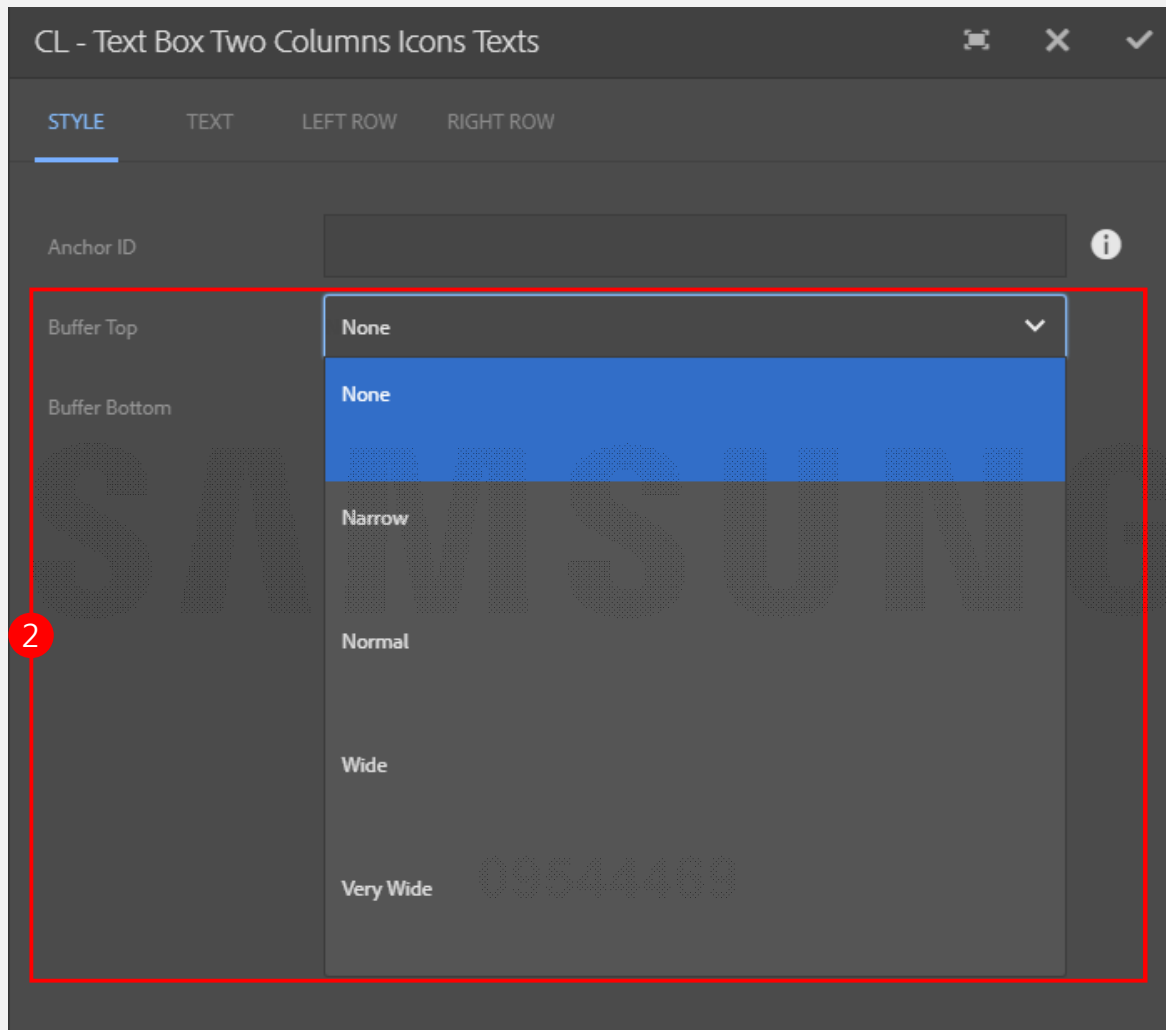 CL - Text Box Two Columns Icons Texts
STYLE TEXT LEFT ROW RIGHT ROW
Anchor ID
Buffer Top None
None
Buffer Bottom
SAMSUNG
Narrow
2
Normal
Wide
Very Wide
09544469